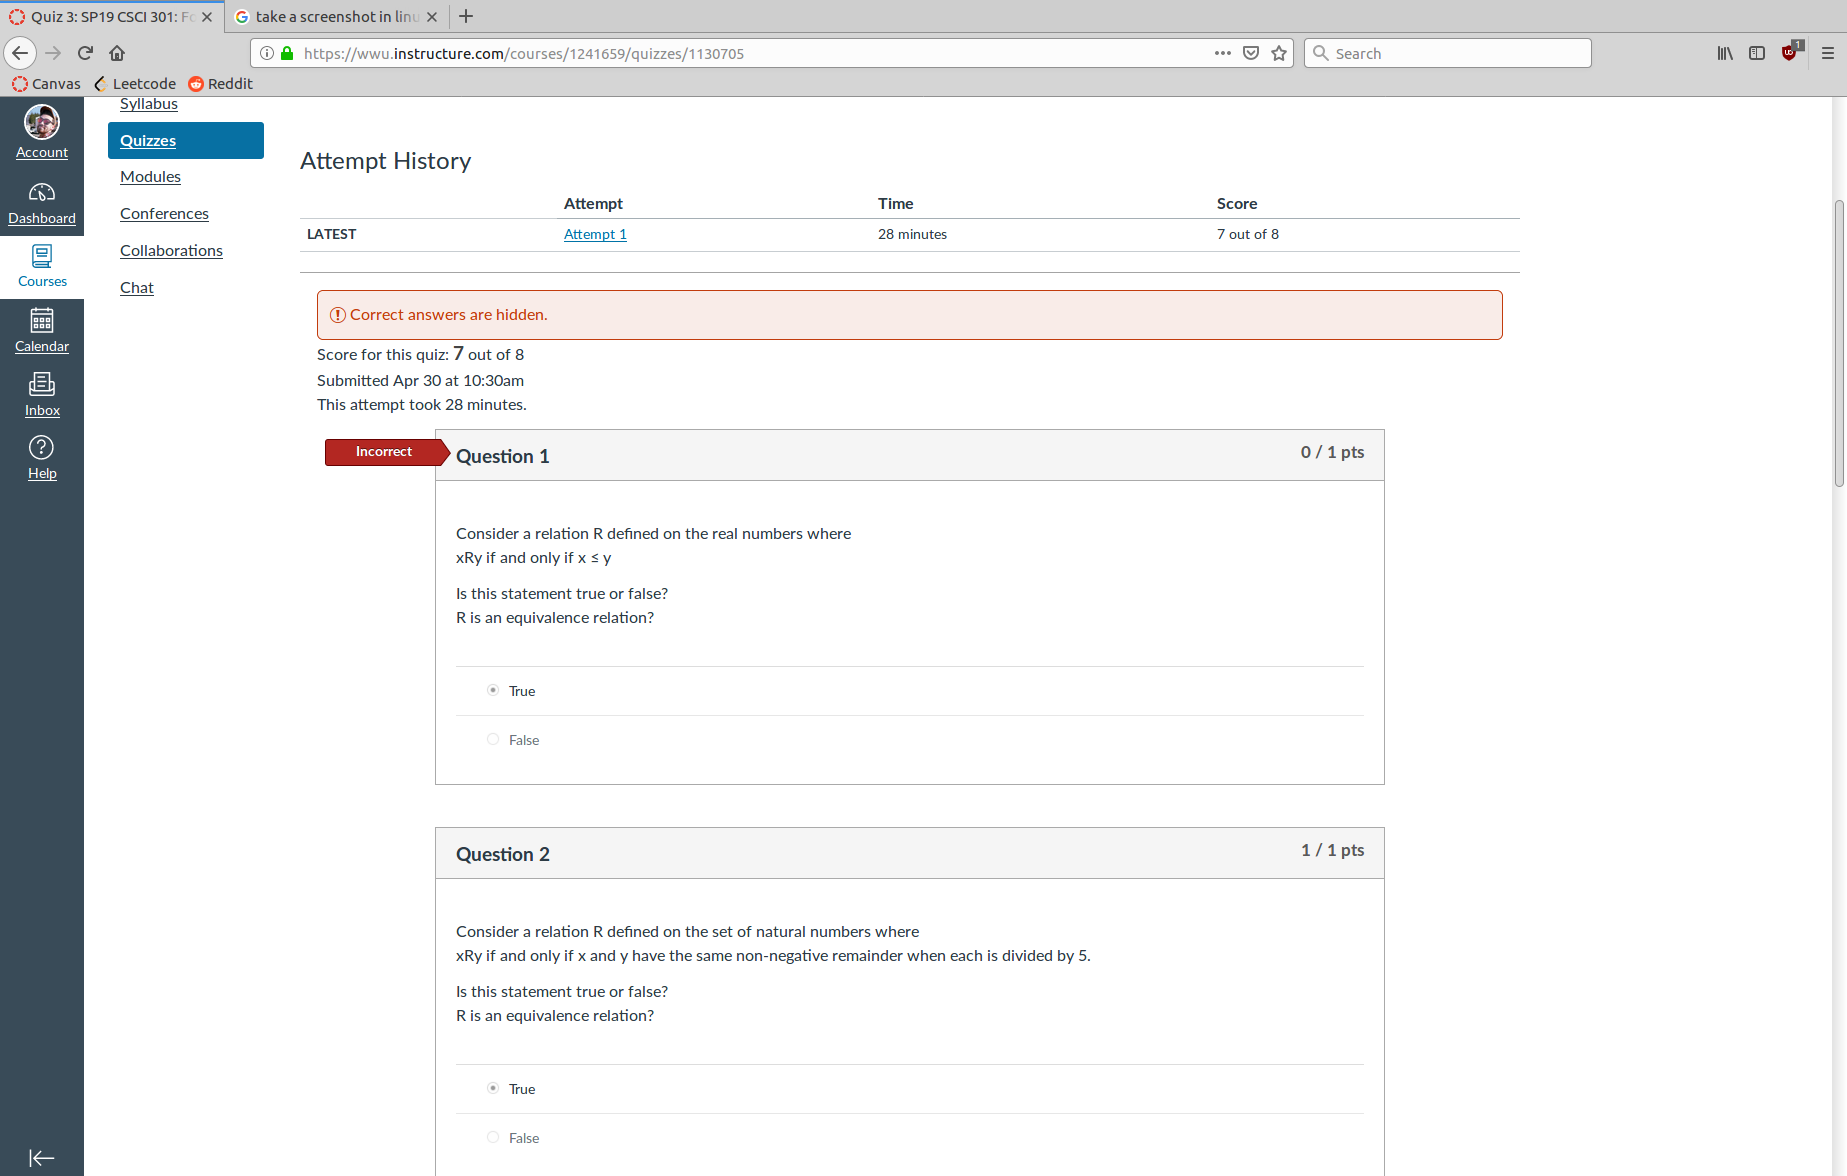 Quiz 3: SP19 CSCI 301: Fo
take a screenshot in linu
https://wwu.instructure.com/courses/1241659/quizzes/1130705
Search
1
Canvas
Leetcode
Reddit
Account
Dashboard
Courses
Calendar
Inbox
Help
Syllabus
Quizzes
Modules
Conferences
Collaborations
Chat
Attempt History
Attempt Time Score
LATEST Attempt 1 28 minutes 7 out of 8
Correct answers are hidden.
Score for this quiz: 7 out of 8
Submitted Apr 30 at 10:30am
This attempt took 28 minutes.
Incorrect
Question 1 0 / 1 pts
Consider a relation R defined on the real numbers where
xRy if and only if x ≤ y
Is this statement true or false?
R is an equivalence relation?
True
False
Question 2 1 / 1 pts
Consider a relation R defined on the set of natural numbers where
xRy if and only if x and y have the same non-negative remainder when each is divided by 5.
Is this statement true or false?
R is an equivalence relation?
True
False